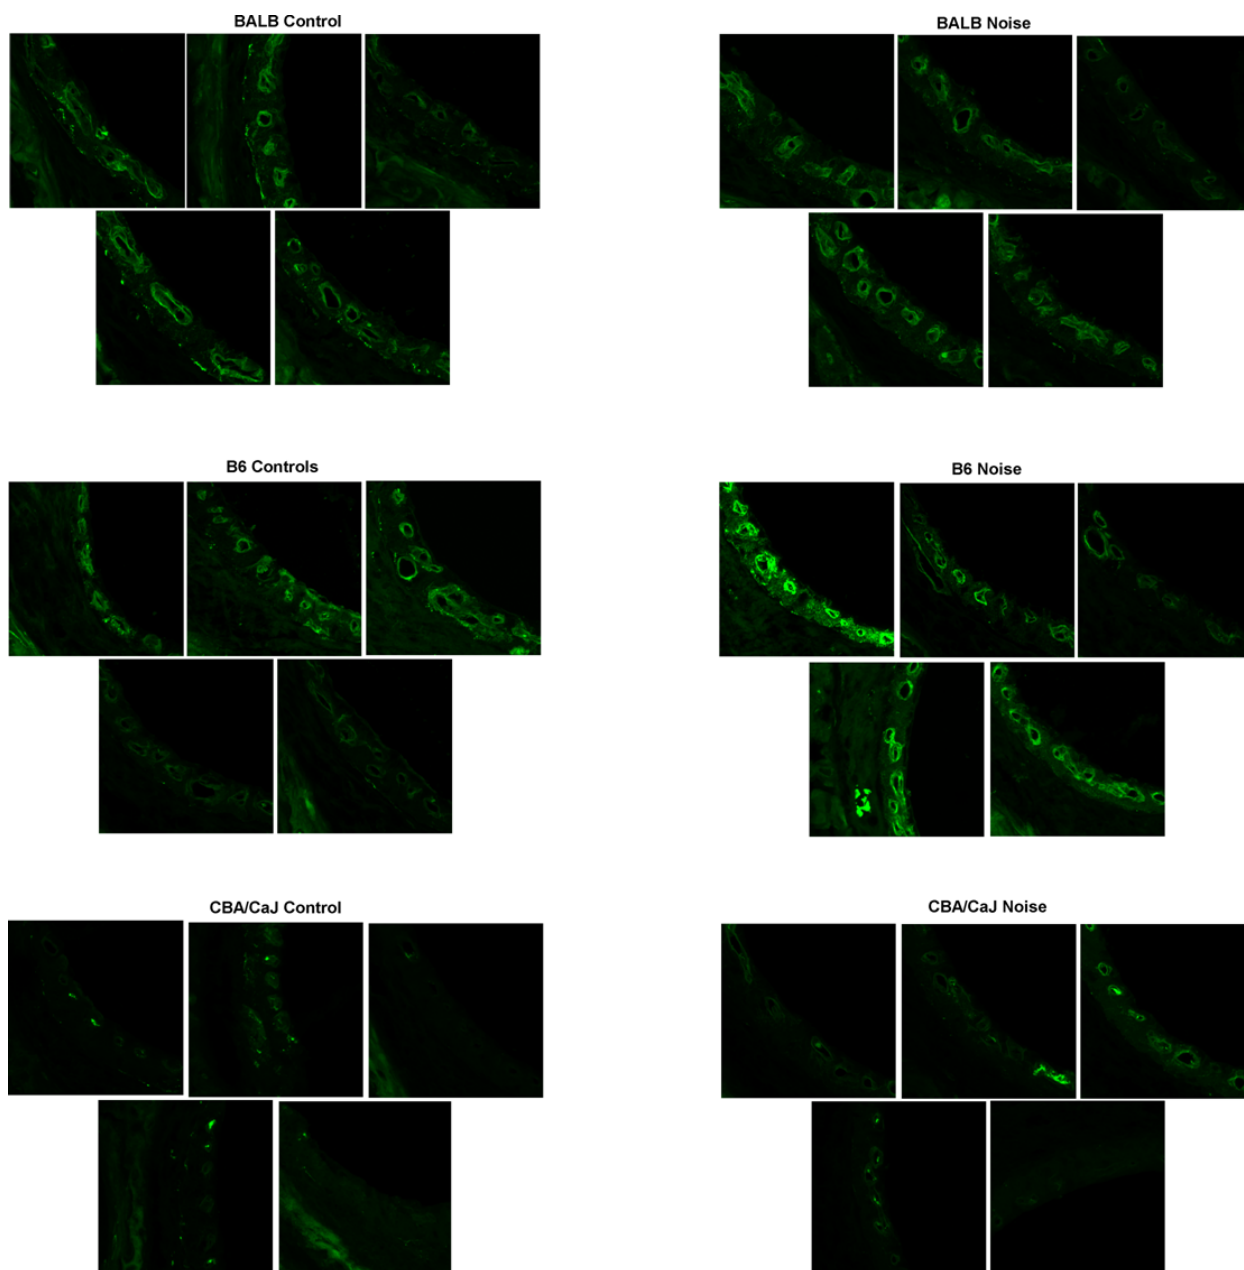 BALB Control
BALB Noise
B6 Controls
B6 Noise
CBA/CaJ Control
CBA/CaJ Noise